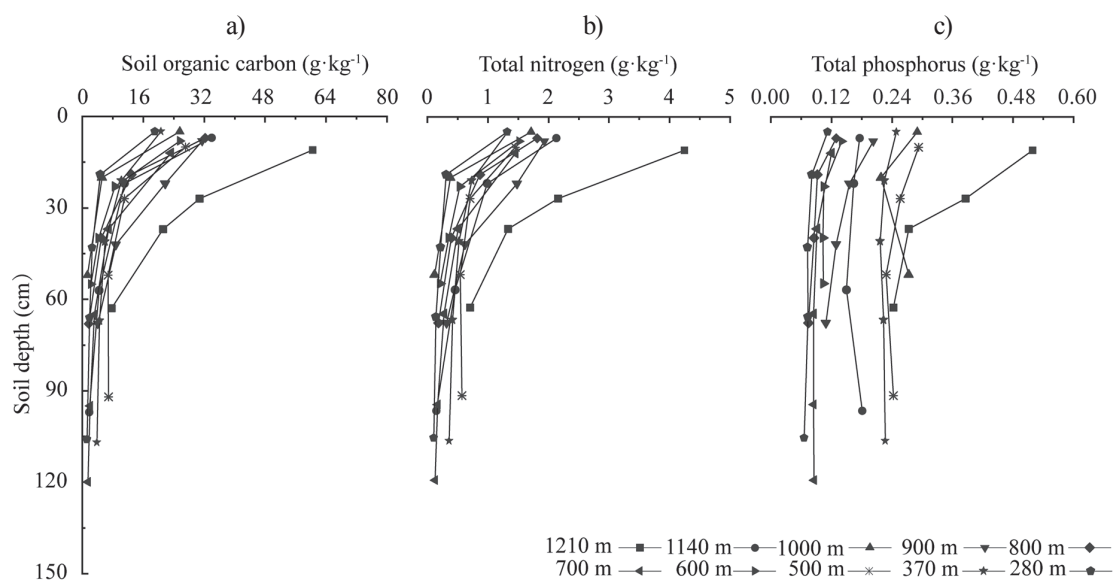 a) b) c)
Soil organic carbon (g·kg⁻¹) Total nitrogen (g·kg⁻¹) Total phosphorus (g·kg⁻¹)
0 16 32 48 64 80 0 1 2 3 4 5 0.00 0.12 0.24 0.36 0.48 0.60
0
30
60
90
120
150
Soil depth (cm)
1210 m 1140 m 1000 m 900 m 800 m
700 m 600 m 500 m 370 m 280 m